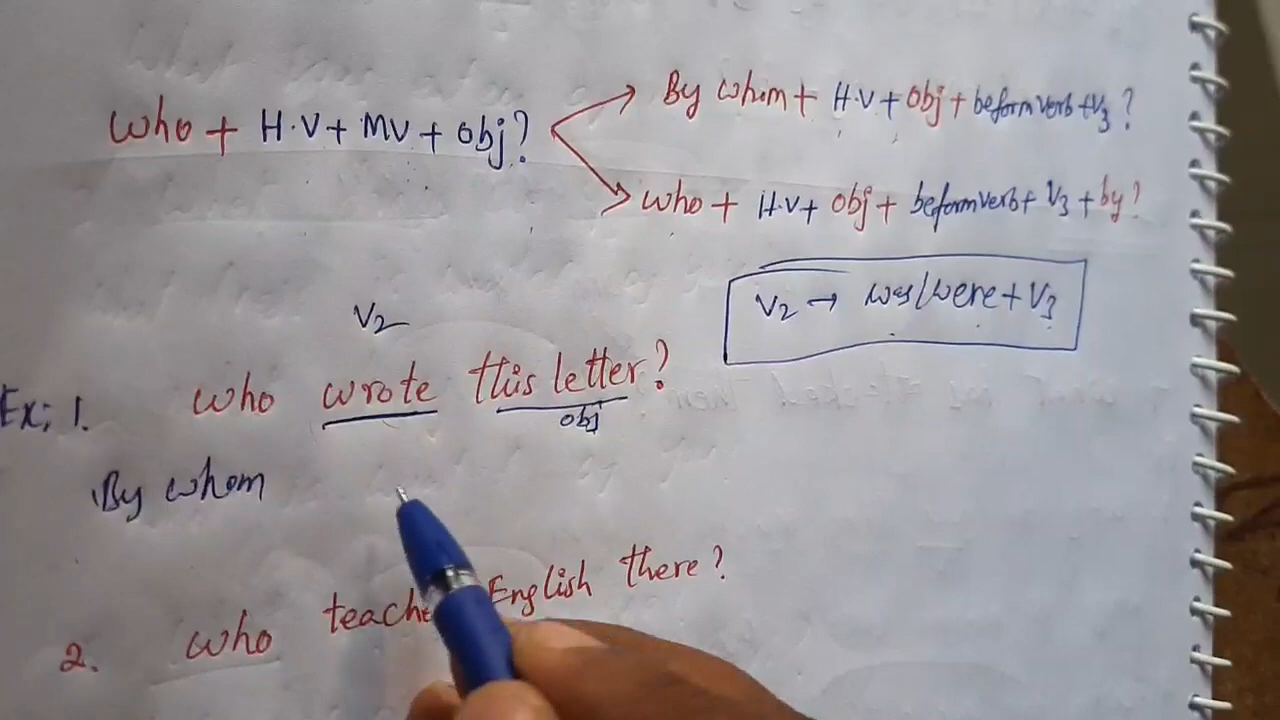 Who + H.V + MV + Obj?
By whom + H.V + Obj + beform verb + V3 ?
who + H.V + Obj + beform verb + V3 + by?
V2 → was/were + V3
V2
Ex; 1. who wrote this letter?
obj
By whom
2. who English there?